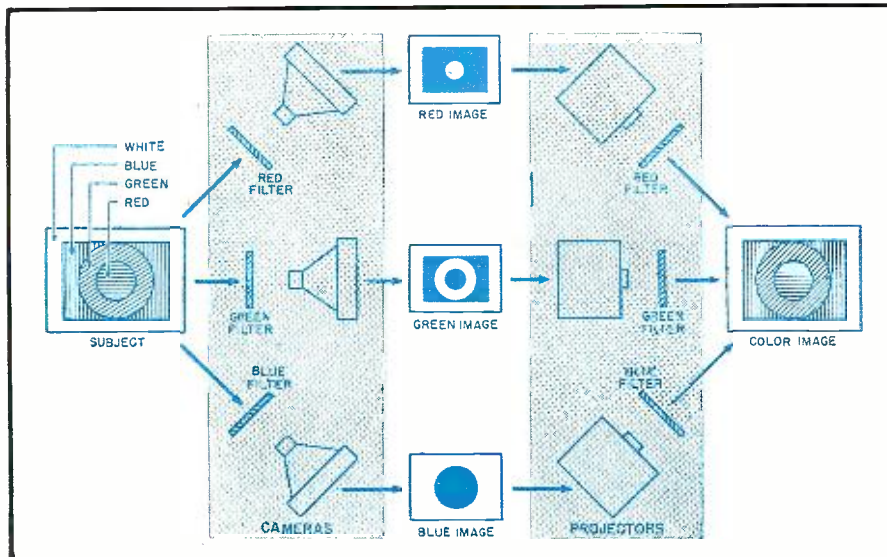 WHITE
BLUE
GREEN
RED
SUBJECT
RED
FILTER
GREEN
FILTER
BLUE
FILTER
CAMERAS
RED IMAGE
GREEN IMAGE
BLUE IMAGE
RED
FILTER
GREEN
FILTER
BLUE
FILTER
PROJECTORS
COLOR IMAGE